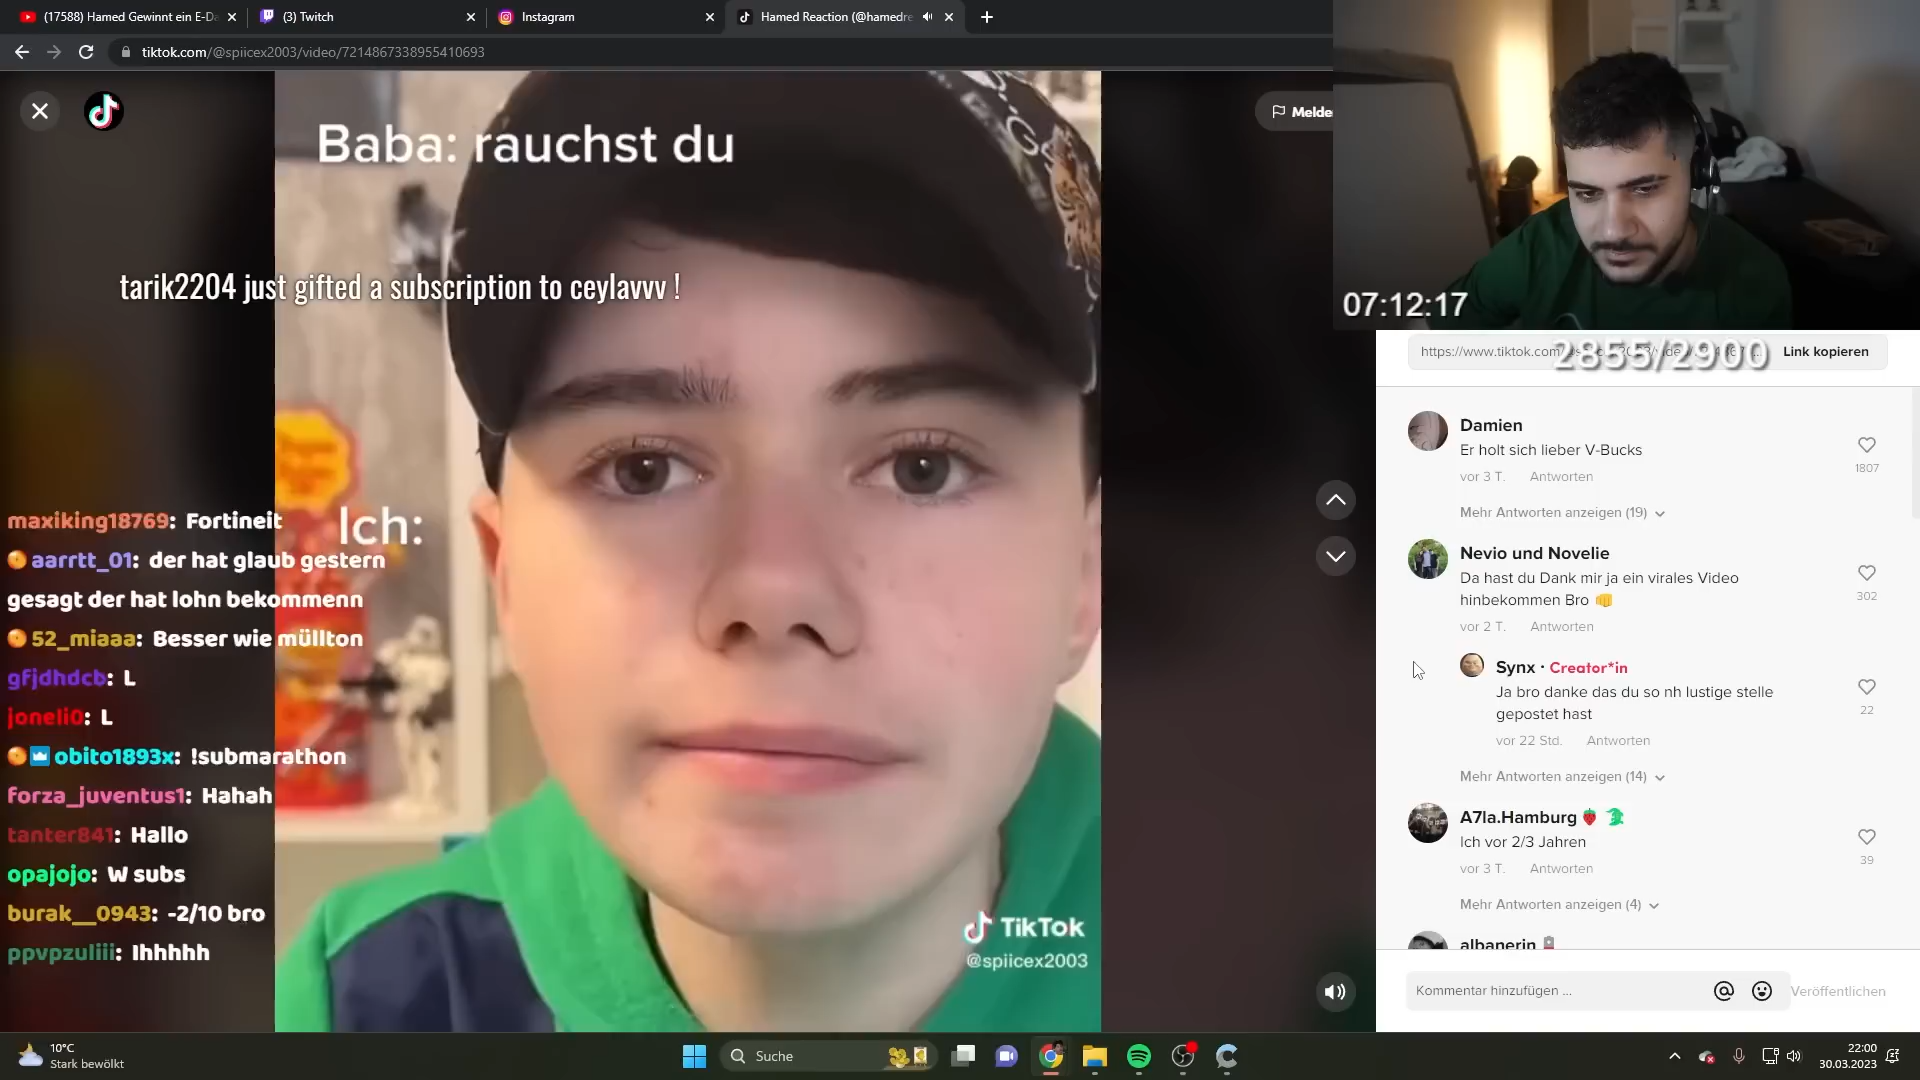 (17588) Hamed Gewinnt ein E-Da
(3) Twitch
Instagram
Hamed Reaction (@hamedre
tiktok.com/@spiicex2003/video/7214867338955410693
Melde
Baba: rauchst du
tarik2204 just gifted a subscription to ceylavvv !
Ich:
maxiking18769: Fortineit
aarrtt_01: der hat glaub gestern
gesagt der hat lohn bekommenn
52_miaaa: Besser wie müllton
gfjdhdcb: L
joneli0: L
obito1893x: !submarathon
forza_juventus1: Hahah
tanter841: Hallo
opajojo: W subs
burak__0943: -2/10 bro
ppvpzuliii: Ihhhhh
TikTok
@spiicex2003
07:12:17
2855/2900
https://www.tiktok.com
Link kopieren
Damien
Er holt sich lieber V-Bucks
1807
vor 3 T. Antworten
Mehr Antworten anzeigen (19)
Nevio und Novelie
Da hast du Dank mir ja ein virales Video
hinbekommen Bro 👊
302
vor 2 T. Antworten
Synx · Creator*in
Ja bro danke das du so nh lustige stelle
gepostet hast
22
vor 22 Std. Antworten
Mehr Antworten anzeigen (14)
A7la.Hamburg
Ich vor 2/3 Jahren
39
vor 3 T. Antworten
Mehr Antworten anzeigen (4)
albanerin
Kommentar hinzufügen ...
Veröffentlichen
10°C
Stark bewölkt
Suche
22:00
30.03.2023